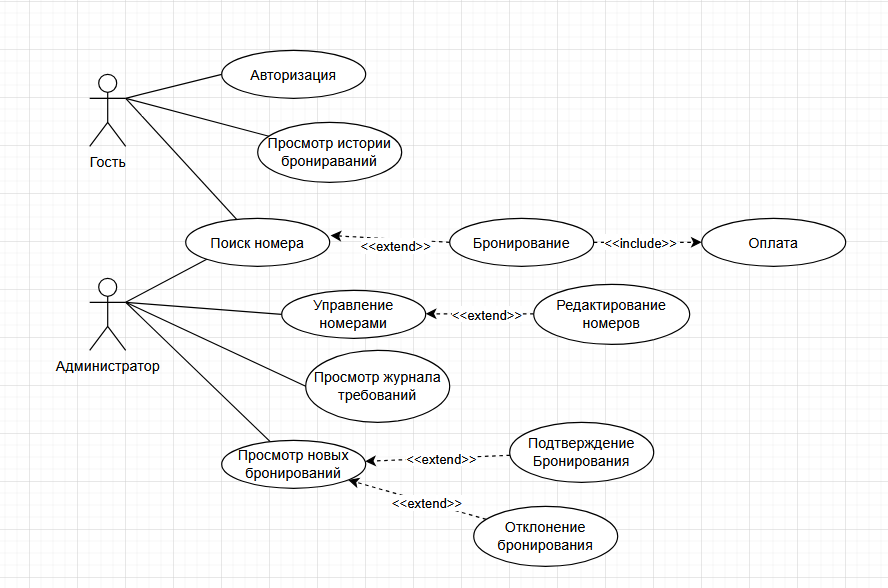 Авторизация
Просмотр истории
бронираваний
Гость
Поиск номера
<<extend>>
Бронирование
<<include>>
Оплата
Администратор
Управление
номерами
<<extend>>
Редактирование
номеров
Просмотр журнала
требований
Просмотр новых
бронирований
<<extend>>
Подтверждение
Бронирования
<<extend>>
Отклонение
бронирования